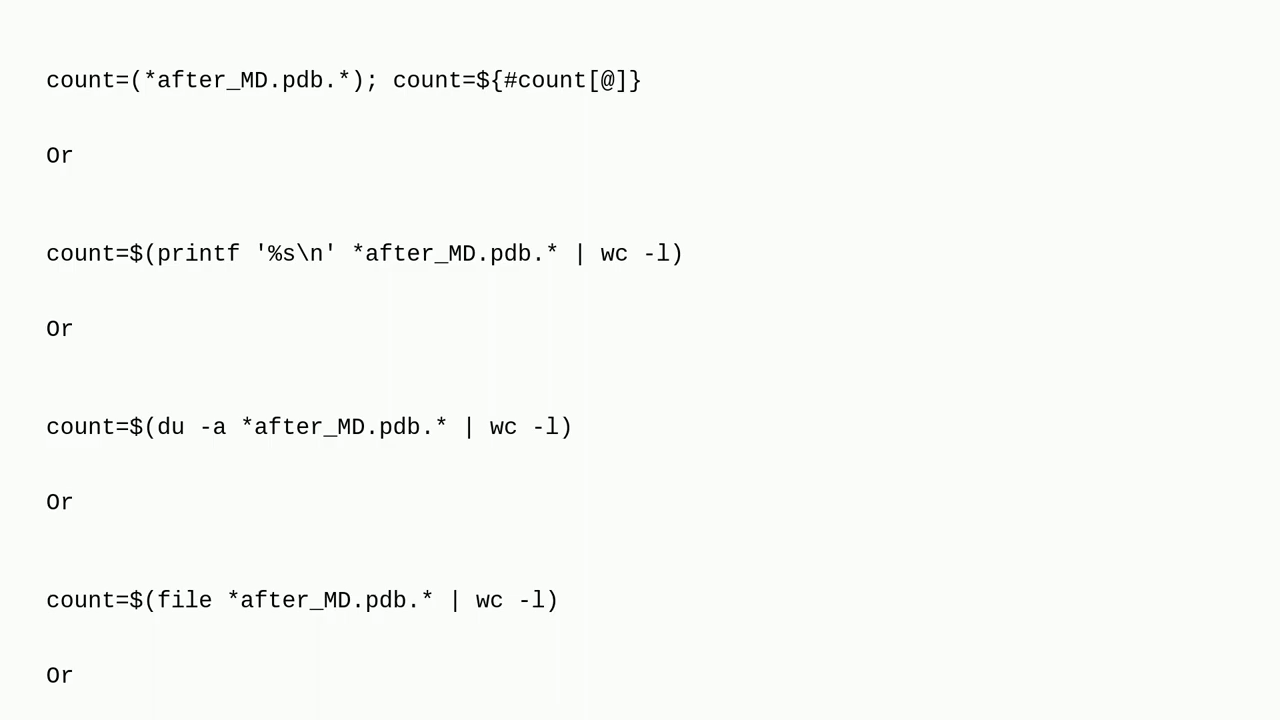 count=(*after_MD.pdb.*); count=${#count[@]}
Or
count=$(printf '%s\n' *after_MD.pdb.* | wc -l)
Or
count=$(du -a *after_MD.pdb.* | wc -l)
Or
count=$(file *after_MD.pdb.* | wc -l)
Or